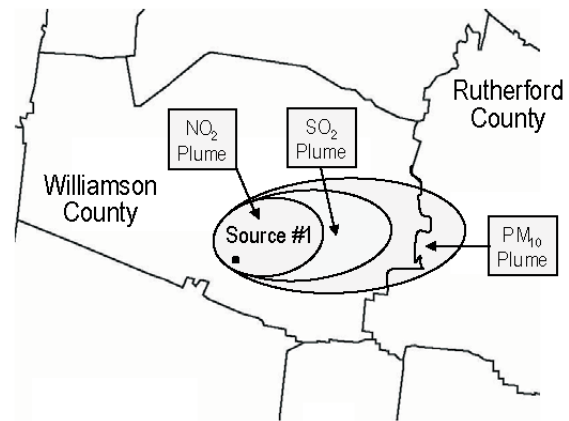 Rutherford
County
NO₂
Plume
SO₂
Plume
Williamson
County
Source #1
PM₁₀
Plume